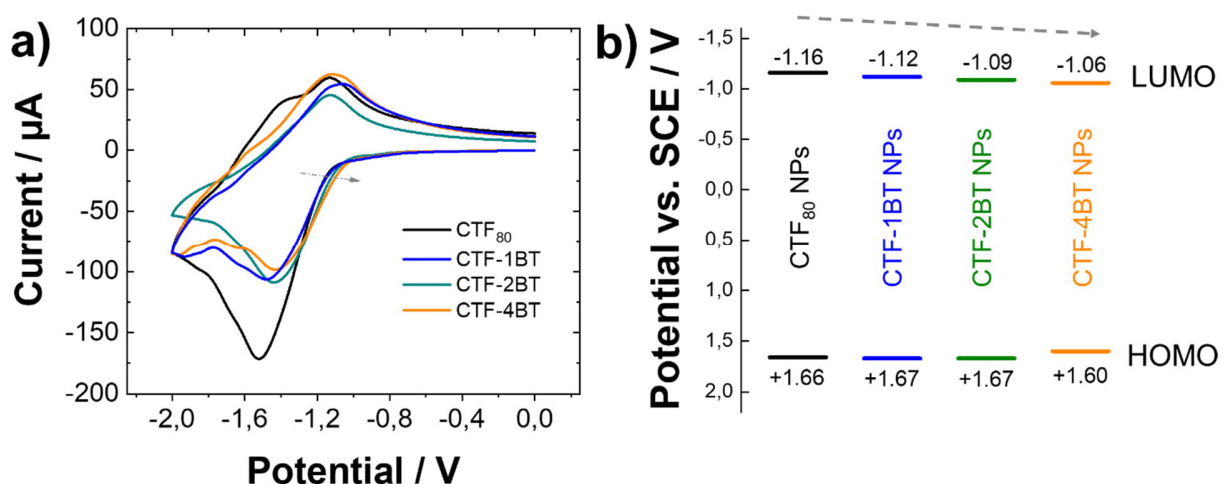 a)
100
50
0
-50
-100
-150
-200
Current / µA
CTF80
CTF-1BT
CTF-2BT
CTF-4BT
-2,0 -1,6 -1,2 -0,8 -0,4 0,0
Potential / V
b)
Potential vs. SCE / V
-1,5
-1,0
-0,5
0,0
0,5
1,0
1,5
2,0
-1.16 -1.12 -1.09 -1.06 LUMO
CTF80 NPs
CTF-1BT NPs
CTF-2BT NPs
CTF-4BT NPs
HOMO
+1.66 +1.67 +1.67 +1.60